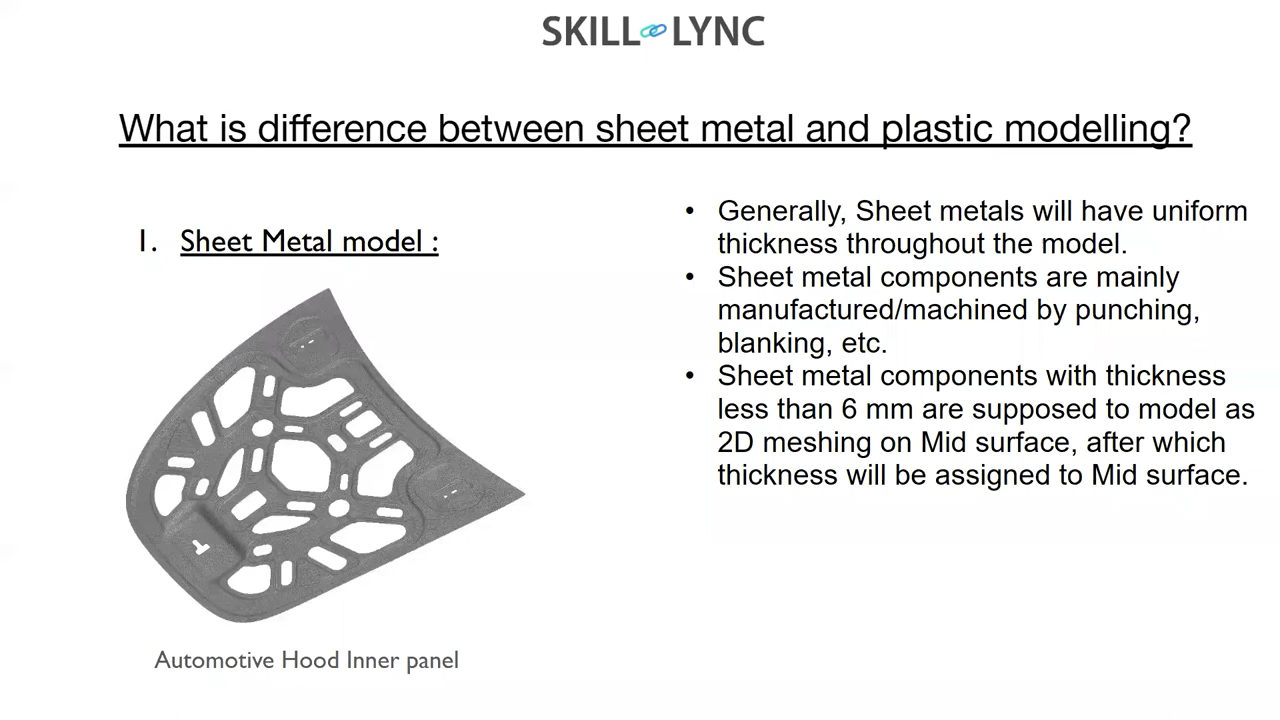 SKILL LYNC
What is difference between sheet metal and plastic modelling?
1. Sheet Metal model :
• Generally, Sheet metals will have uniform
thickness throughout the model.
• Sheet metal components are mainly
manufactured/machined by punching,
blanking, etc.
• Sheet metal components with thickness
less than 6 mm are supposed to model as
2D meshing on Mid surface, after which
thickness will be assigned to Mid surface.
Automotive Hood Inner panel